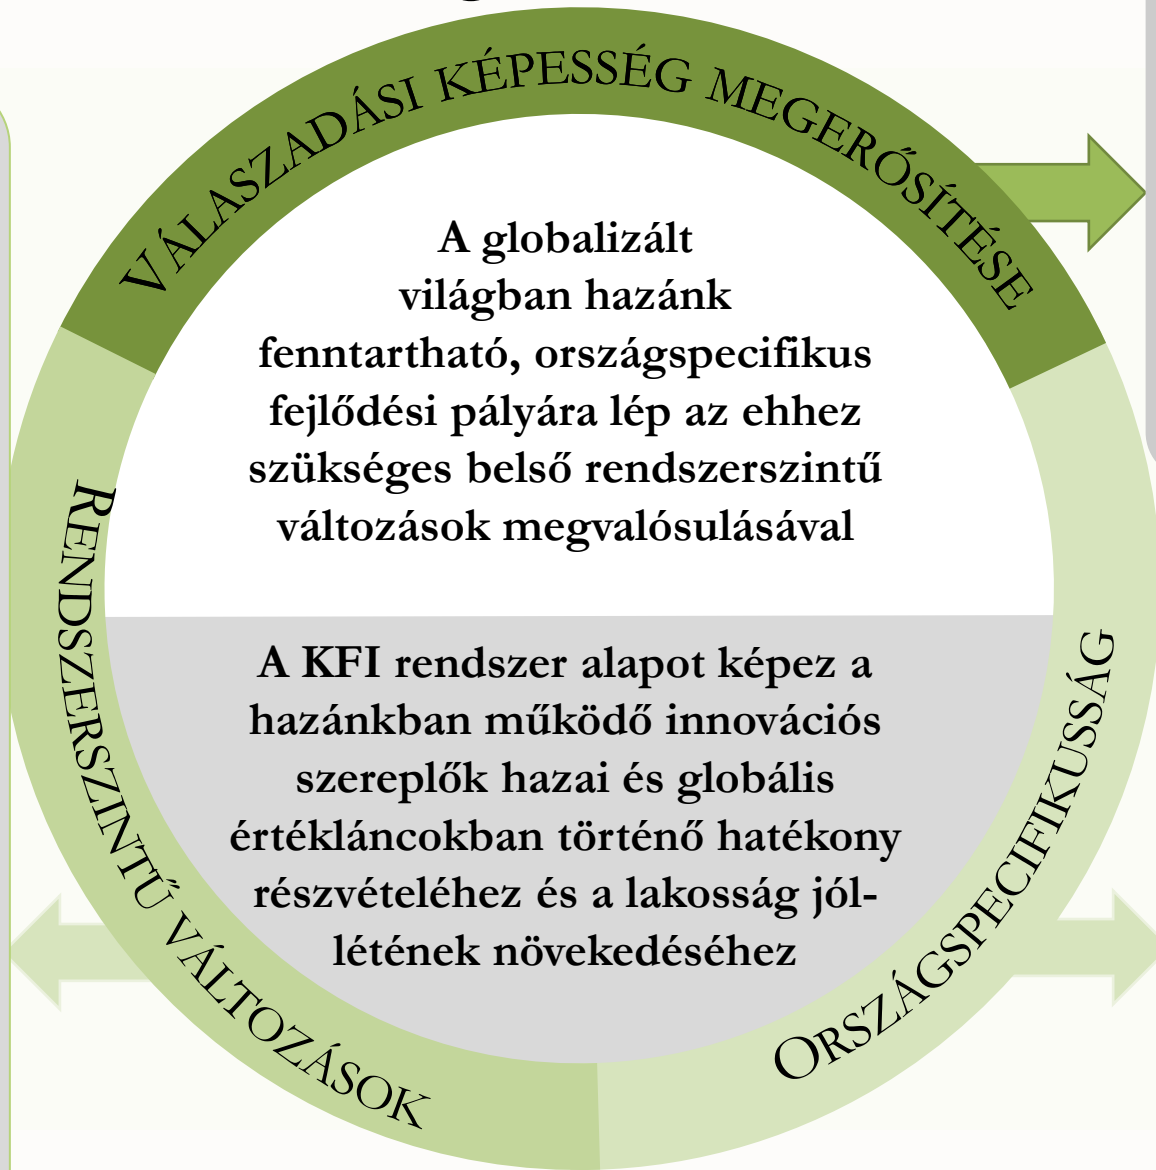 VÁLASZADÁSI KÉPESSÉG MEGERŐSÍTÉSE
A globalizált
világban hazánk
fenntartható, országspecifikus
fejlődési pályára lép az ehhez
szükséges belső rendszerszintű
változások megvalósulásával
A KFI rendszer alapot képez a
hazánkban működő innovációs
szereplők hazai és globális
értékláncokban történő hatékony
részvételéhez és a lakosság jól-
létének növekedéséhez
RENDSZERSZINTŰ VÁLTOZÁSOK
ORSZÁGSPECIFIKUSSÁG